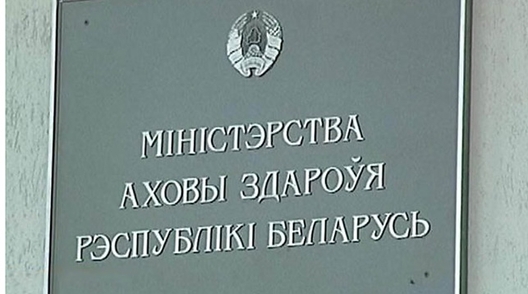 МІНІСТЭРСТВА
АХОВЫ ЗДАРОЎЯ
РЭСПУБЛІКІ БЕЛАРУСЬ